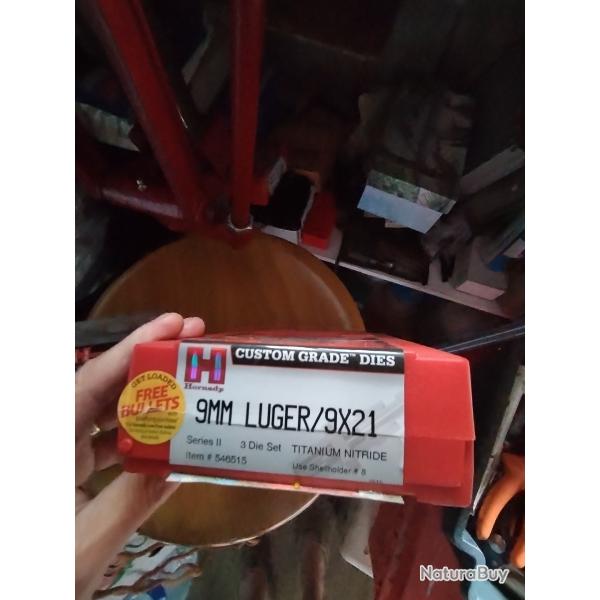 CUSTOM GRADE™ DIES
Hornady
GET LOADED
FREE
BULLETS
9MM LUGER/9X21
Series II 3 Die Set TITANIUM NITRIDE
Item # 546515 Use Shellholder # 8
NaturaBuy